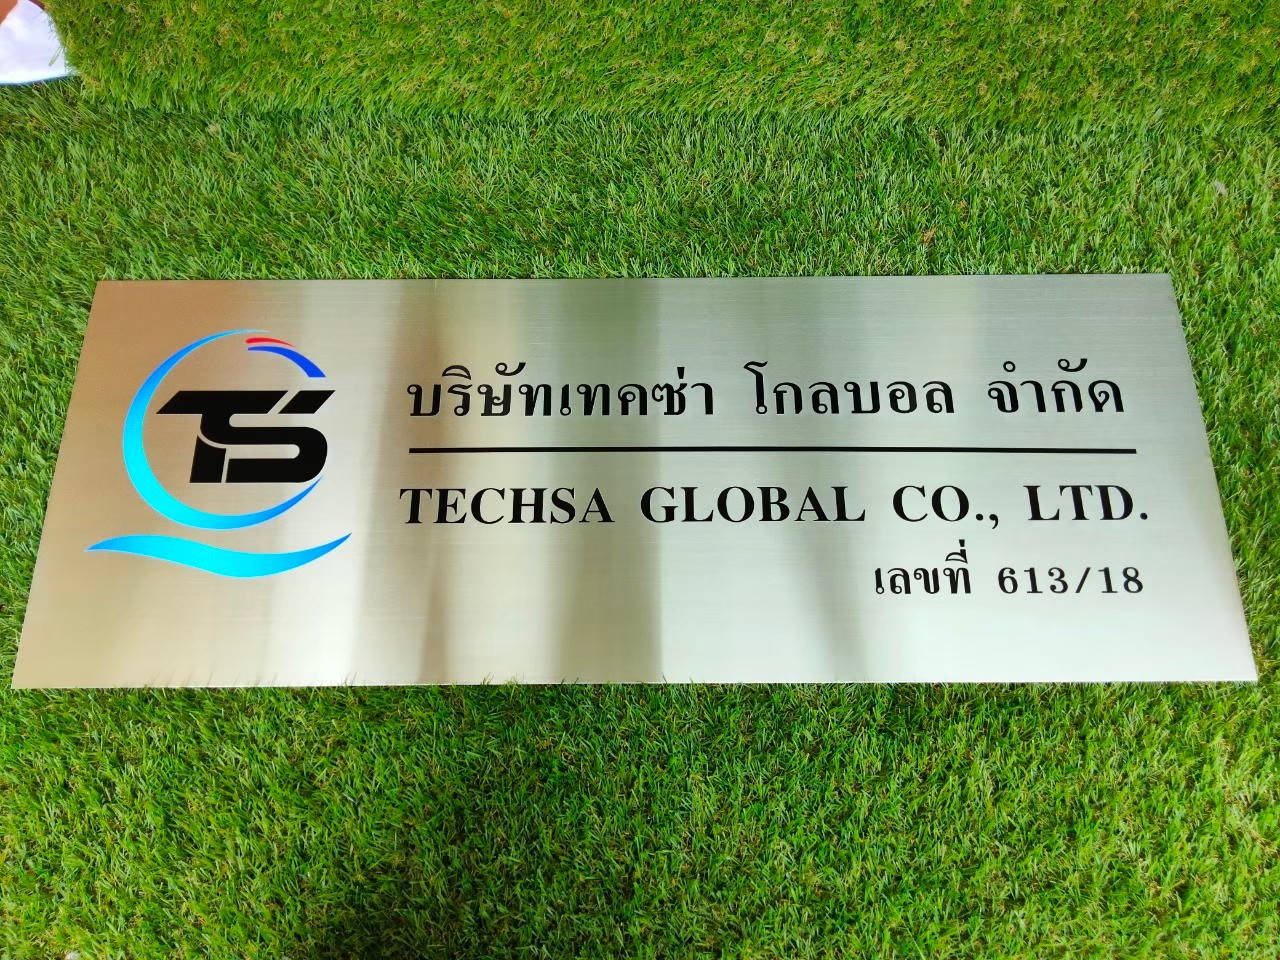 TS
บริษัทเทคซ่า โกลบอล จำกัด
TECHSA GLOBAL CO., LTD.
เลขที่ 613/18